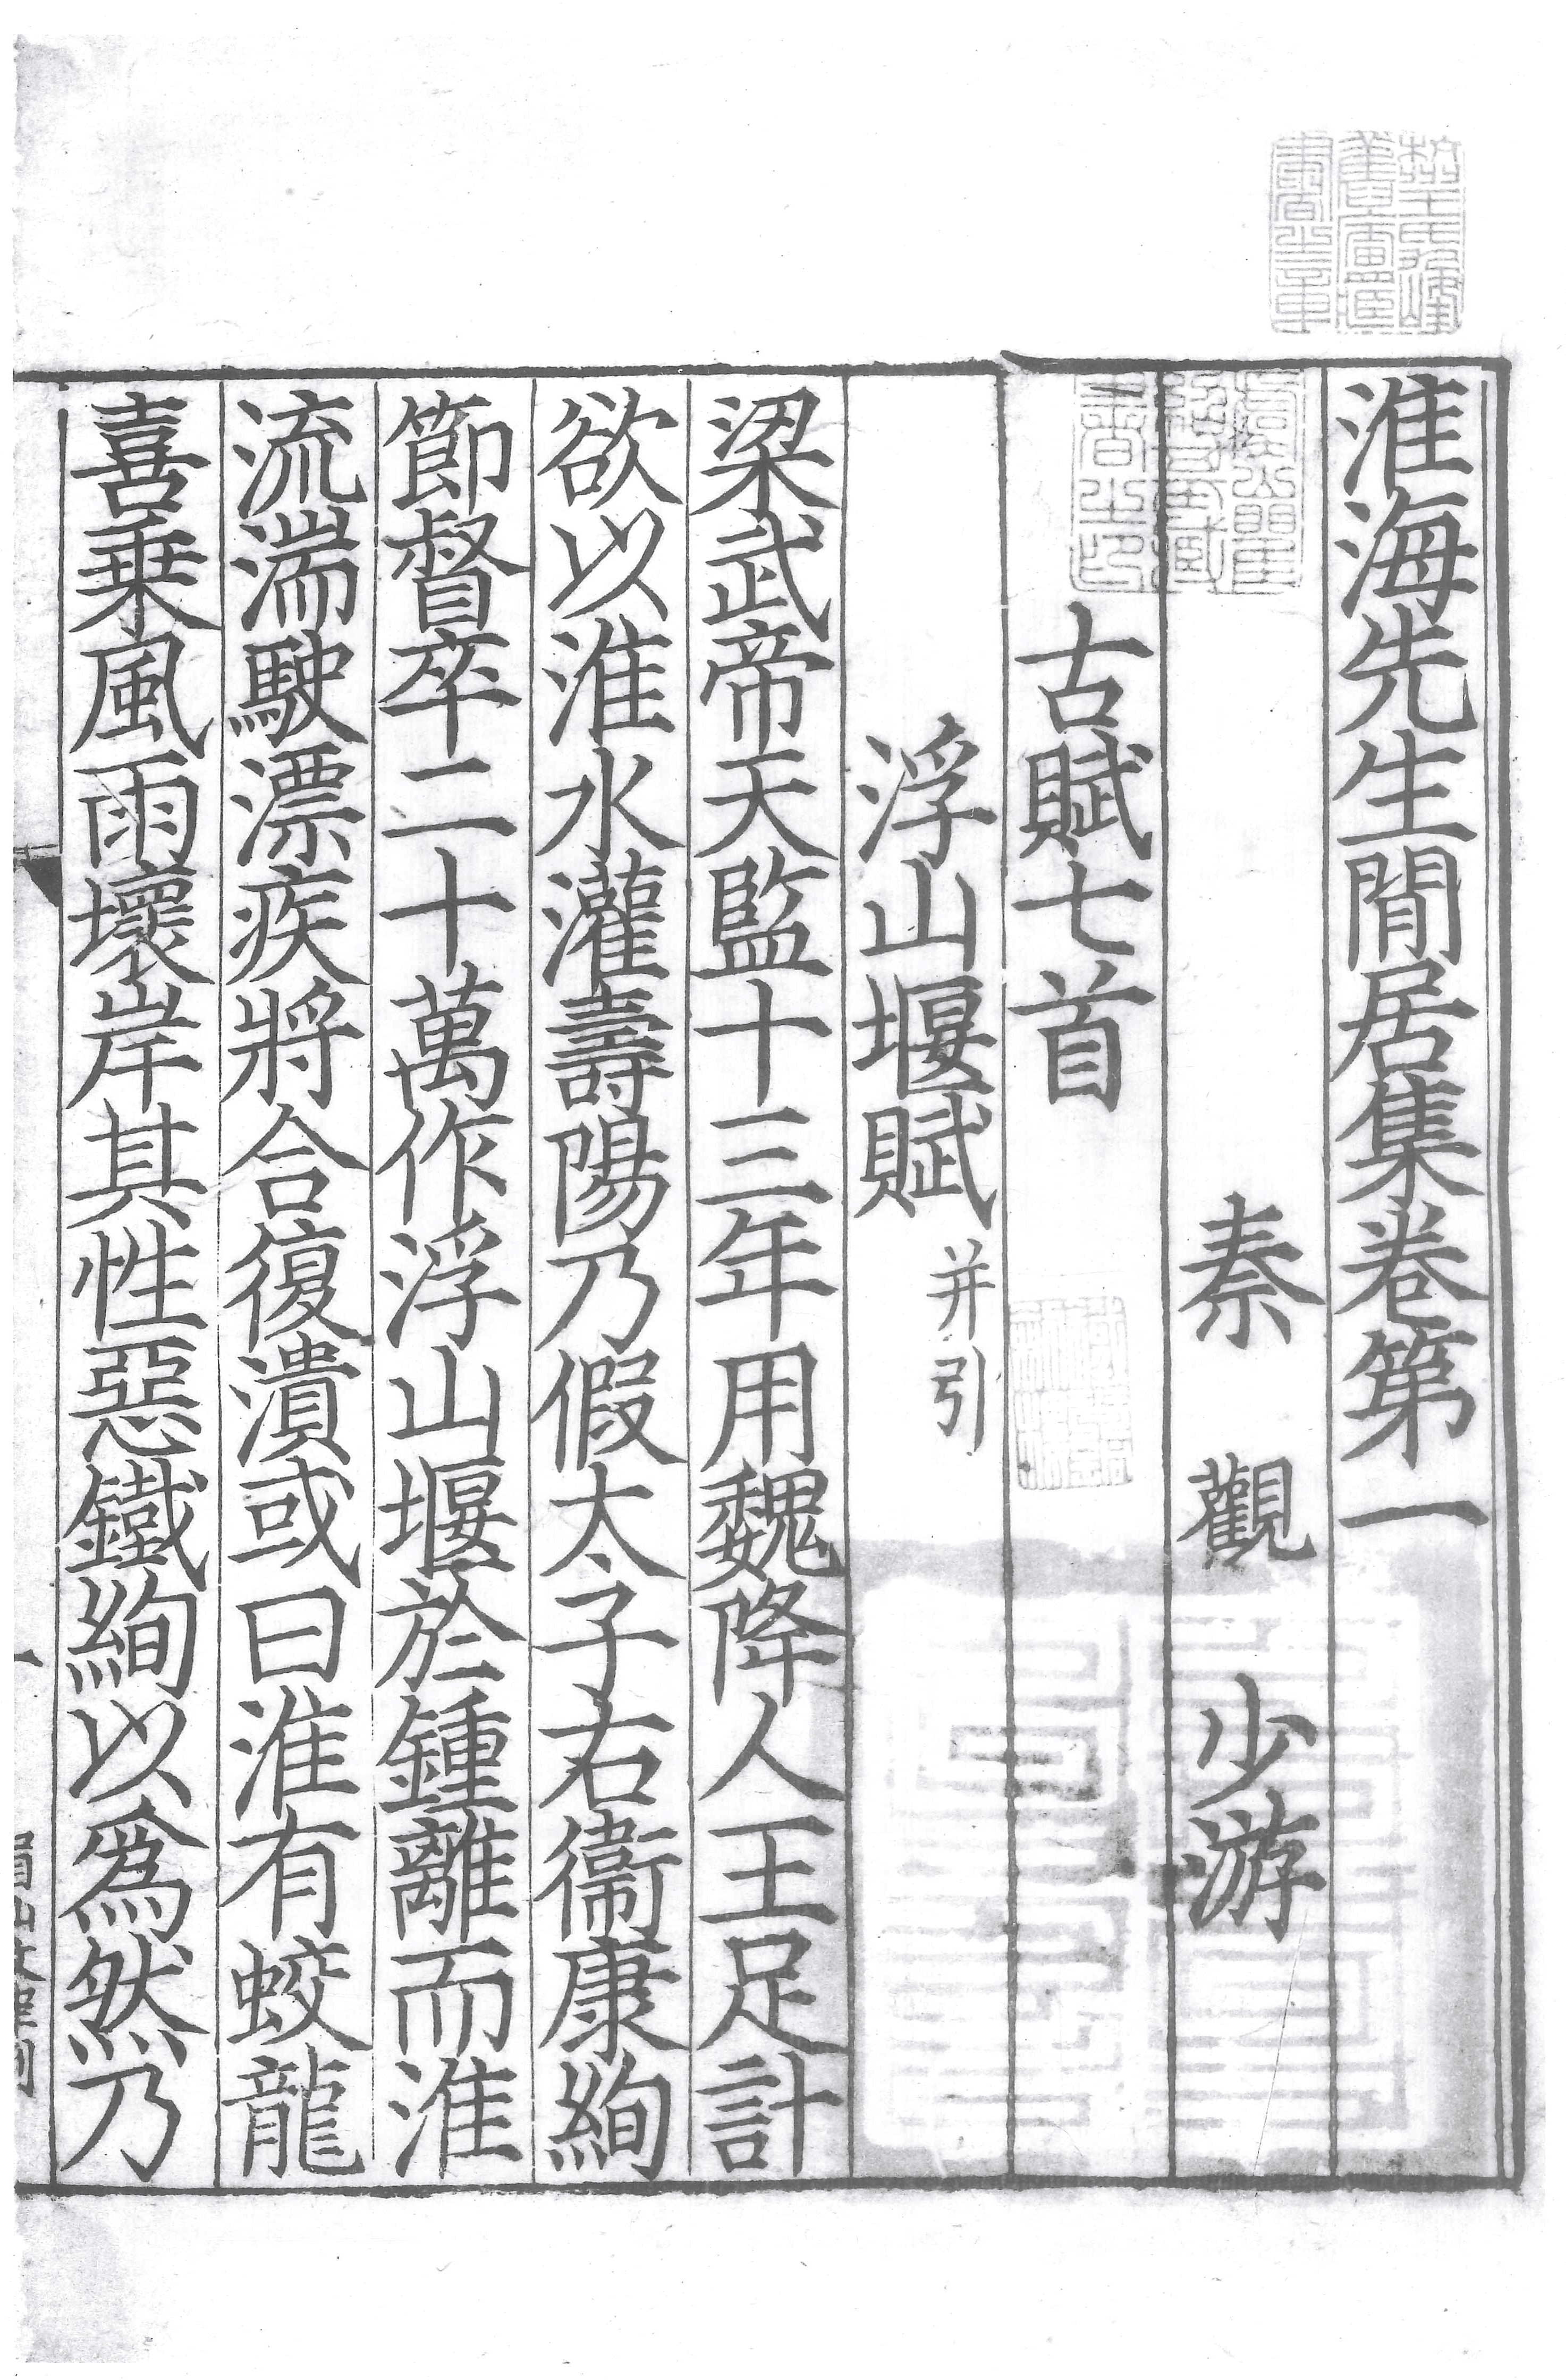 淮海先生閒居集卷第一
秦觀少游
古賦七首
浮山堰賦并引
梁武帝天監十三年用魏降人王足計
欲以淮水灌壽陽乃假太子右衞康絢
節督卒二十萬作浮山堰於鍾離而淮
流湍駛漂疾將合復潰或曰淮有蛟龍
喜乗風雨壞岸其性惡鐵絢以爲然乃